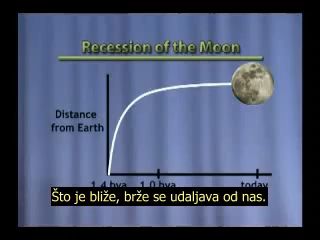 Recession of the Moon
Distance
from Earth
1.4 bya 1.0 bya today
Što je bliže, brže se udaljava od nas.